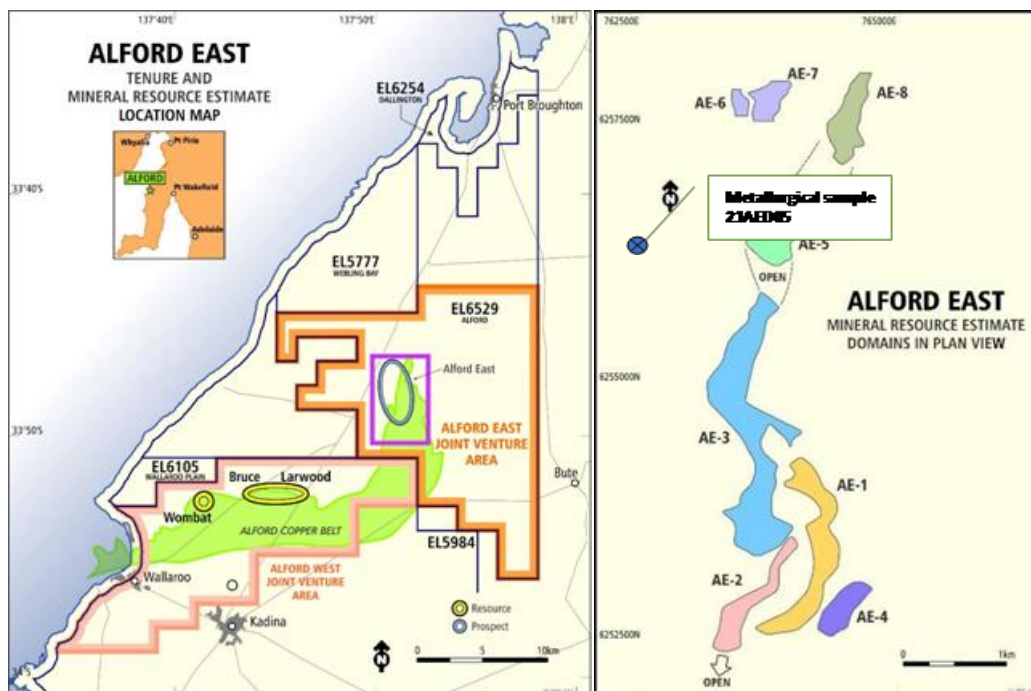 137°40'E
137°50'E
138°E
ALFORD EAST
TENURE AND
MINERAL RESOURCE ESTIMATE
LOCATION MAP
Whyalla
Pt Pirie
ALFORD
Pt Wakefield
Adelaide
EL6254
DALLINGTON
Port Broughton
33°40'S
EL5777
WEBLING BAY
EL6529
ALFORD
Alford East
ALFORD EAST
JOINT VENTURE
AREA
33°50'S
EL6105
WALLAROO PLAIN
Bruce
Larwood
Wombat
Bute
ALFORD COPPER BELT
EL5984
Wallaroo
ALFORD WEST
JOINT VENTURE
AREA
Kadina
Resource
Prospect
N
0 5 10km
34°S
762500E
765000E
AE-7
AE-6
AE-8
6257500N
N
Metallurgical sample
21AED05
AE-5
OPEN
ALFORD EAST
MINERAL RESOURCE ESTIMATE
DOMAINS IN PLAN VIEW
6255000N
AE-3
AE-1
AE-2
AE-4
6252500N
OPEN
N
0 1km